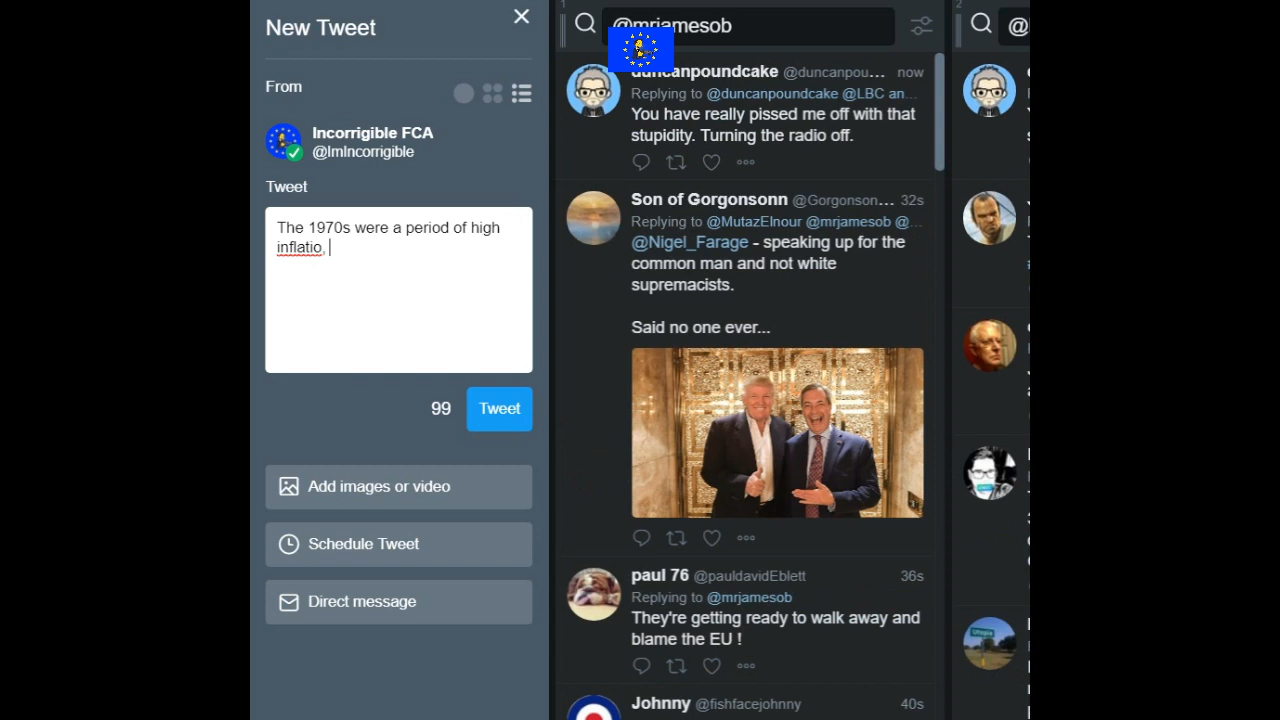 New Tweet
From
Incorrigible FCA
@ImIncorrigible
Tweet
The 1970s were a period of high
inflatio,
99
Tweet
Add images or video
Schedule Tweet
Direct message
1
@mrjamesob
duncanpoundcake @duncanpou... now
Replying to @duncanpoundcake @LBC an...
You have really pissed me off with that
stupidity. Turning the radio off.
Son of Gorgonsonn @Gorgonson... 32s
Replying to @MutazElnour @mrjamesob @...
@Nigel_Farage - speaking up for the
common man and not white
supremacists.
Said no one ever...
paul 76 @pauldavidEblett 36s
Replying to @mrjamesob
They're getting ready to walk away and
blame the EU !
Johnny @fishfacejohnny 40s
2
@
Utopia